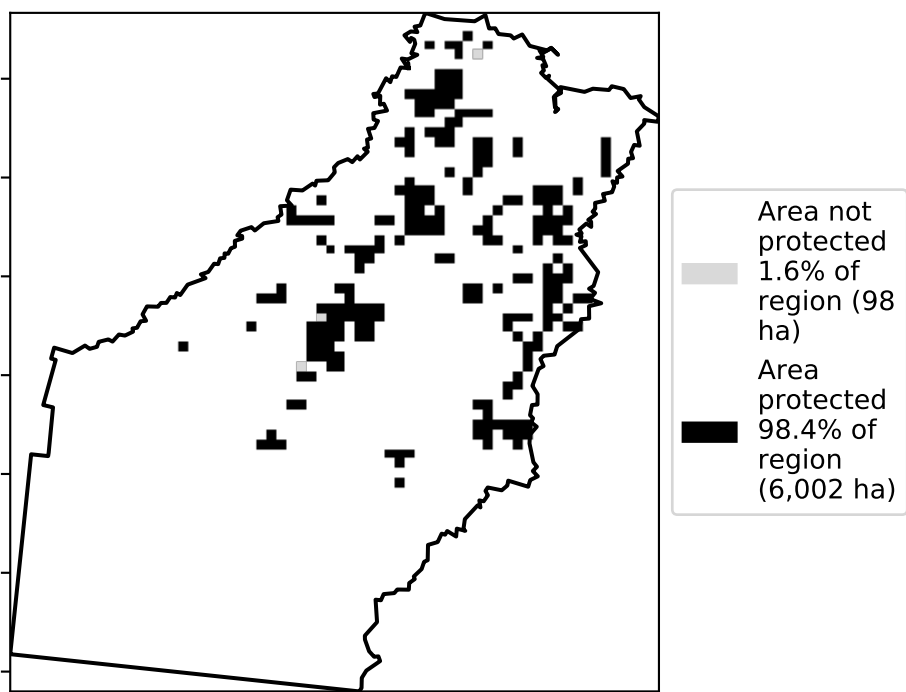 Area not
protected
1.6% of
region (98
ha)
Area
protected
98.4% of
region
(6,002 ha)